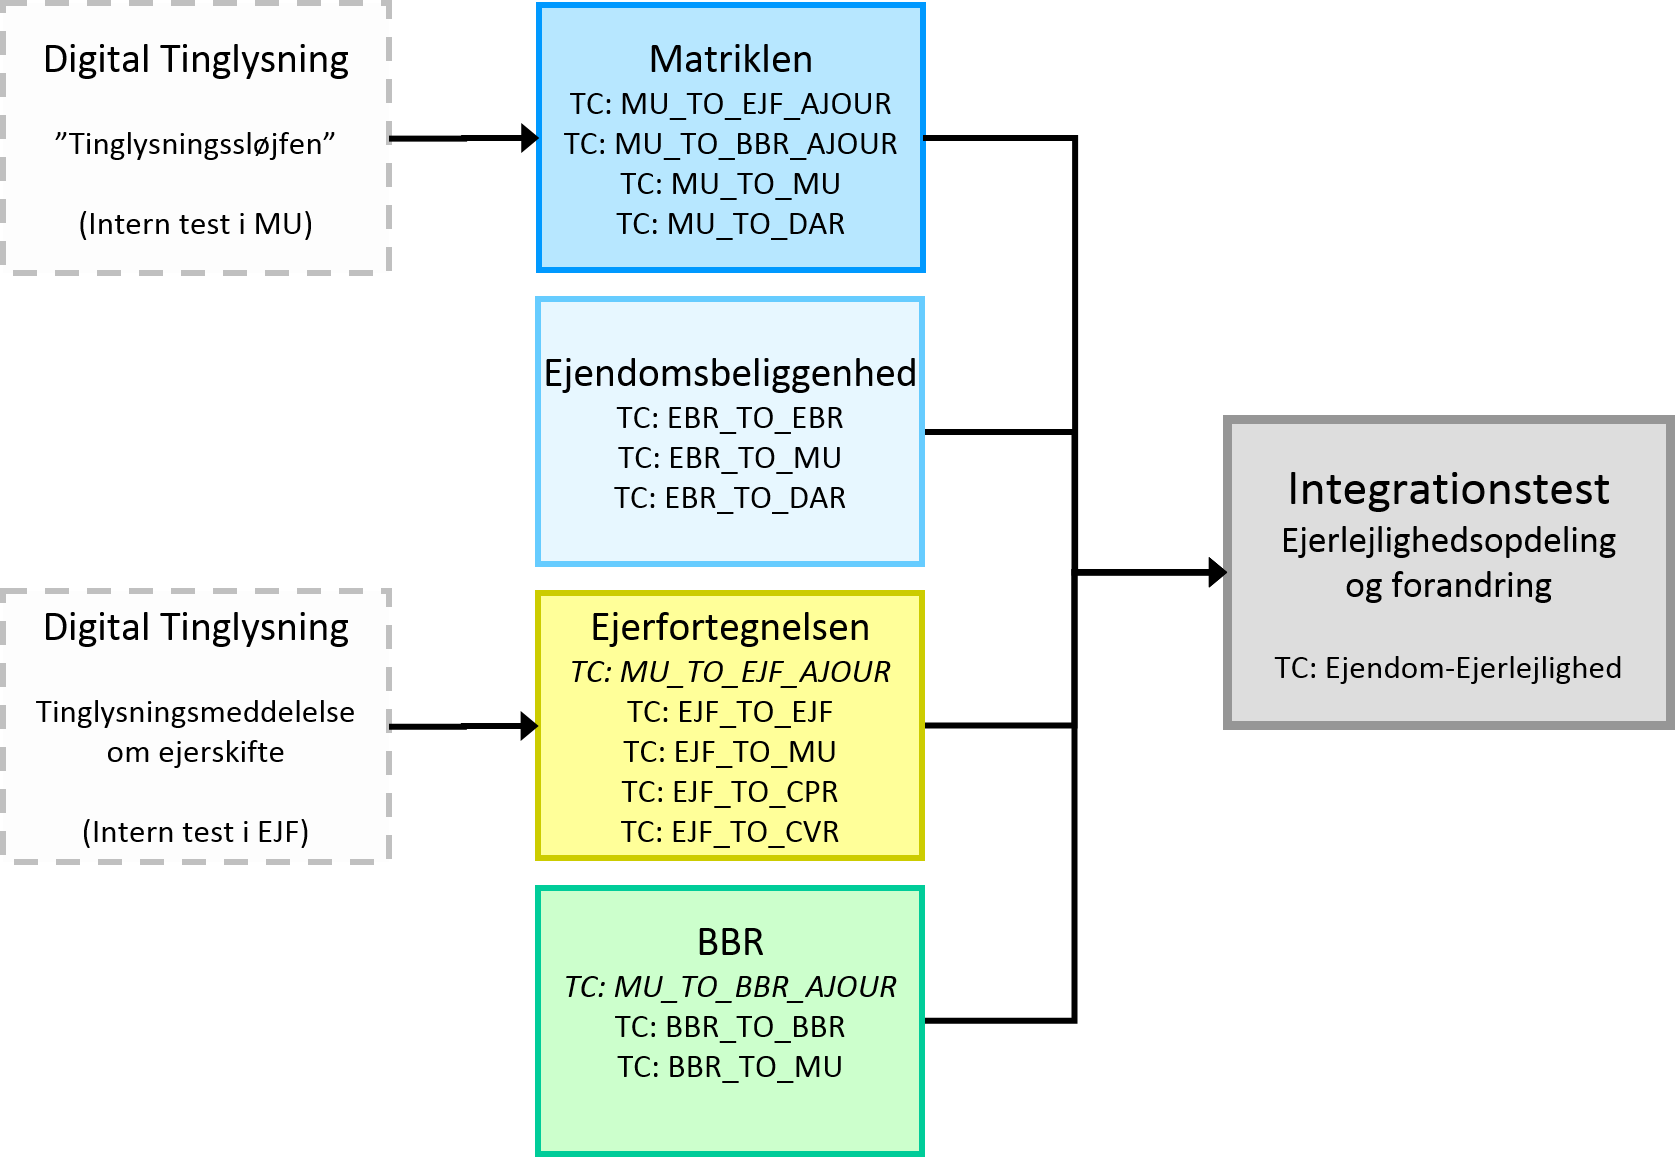 Digital Tinglysning
”Tinglysningssløjfen”
(Intern test i MU)
Matriklen
TC: MU_TO_EJF_AJOUR
TC: MU_TO_BBR_AJOUR
TC: MU_TO_MU
TC: MU_TO_DAR
Ejendomsbeliggenhed
TC: EBR_TO_EBR
TC: EBR_TO_MU
TC: EBR_TO_DAR
Digital Tinglysning
Tinglysningsmeddelelse
om ejerskifte
(Intern test i EJF)
Ejerfortegnelsen
TC: MU_TO_EJF_AJOUR
TC: EJF_TO_EJF
TC: EJF_TO_MU
TC: EJF_TO_CPR
TC: EJF_TO_CVR
BBR
TC: MU_TO_BBR_AJOUR
TC: BBR_TO_BBR
TC: BBR_TO_MU
Integrationstest
Ejerlejlighedsopdeling
og forandring
TC: Ejendom-Ejerlejlighed